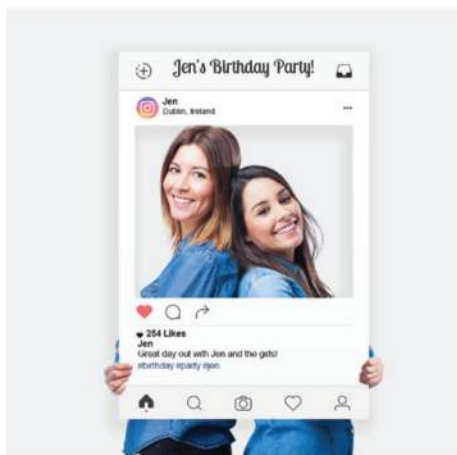 Jen's Birthday Party!
Jen
Dublin, Ireland
254 Likes
Jen
Great day out with Jen and the girls!
#birthday #party #jen